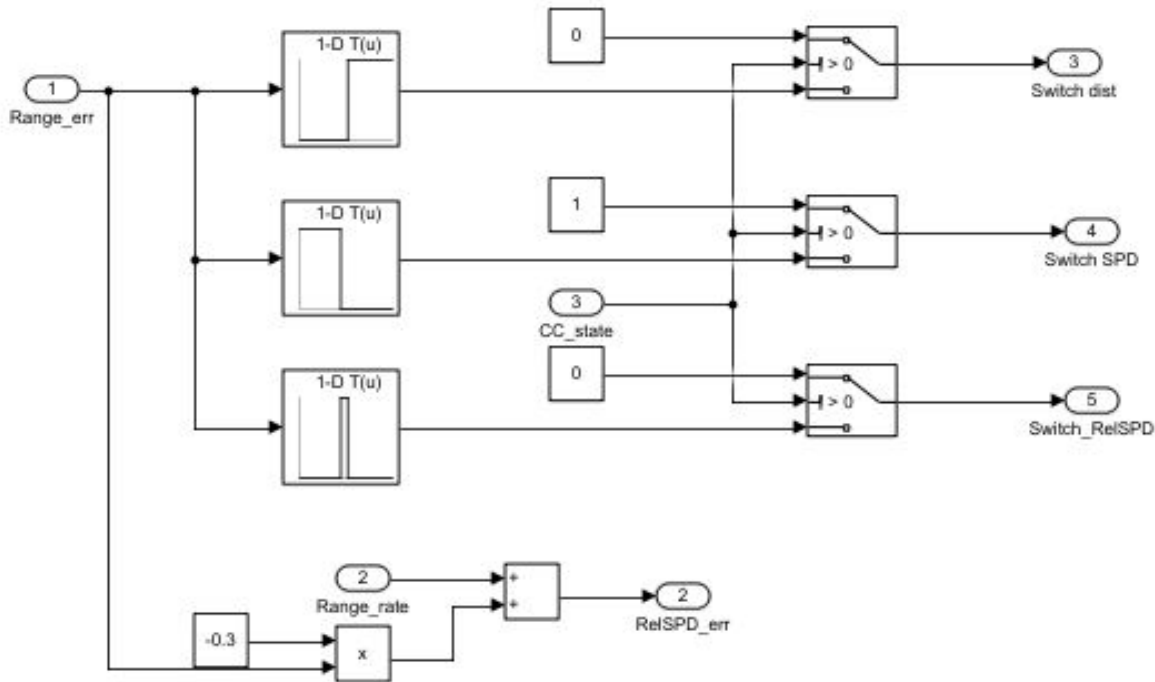 1
Range_err
1-D T(u)
0
> 0
3
Switch dist
1-D T(u)
1
> 0
4
Switch SPD
3
CC_state
1-D T(u)
0
> 0
5
Switch_RelSPD
2
Range_rate
-0.3
x
+
+
2
RelSPD_err